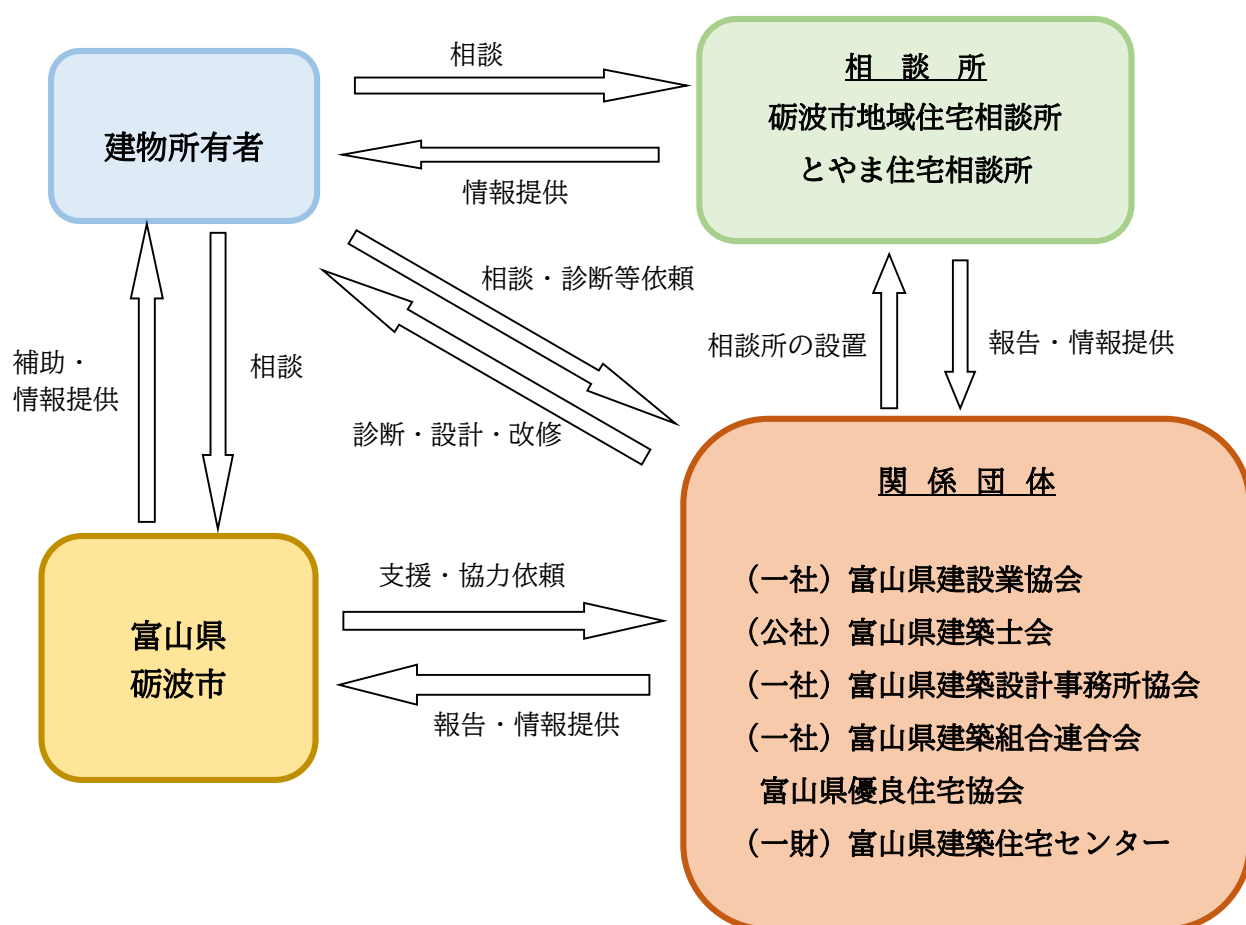 相談
建物所有者
情報提供
相　談　所
砺波市地域住宅相談所
とやま住宅相談所
相談・診断等依頼
診断・設計・改修
補助・
情報提供
相談
相談所の設置
報告・情報提供
富山県
砺波市
支援・協力依頼
報告・情報提供
関　係　団　体
（一社）富山県建設業協会
（公社）富山県建築士会
（一社）富山県建築設計事務所協会
（一社）富山県建築組合連合会
富山県優良住宅協会
（一財）富山県建築住宅センター